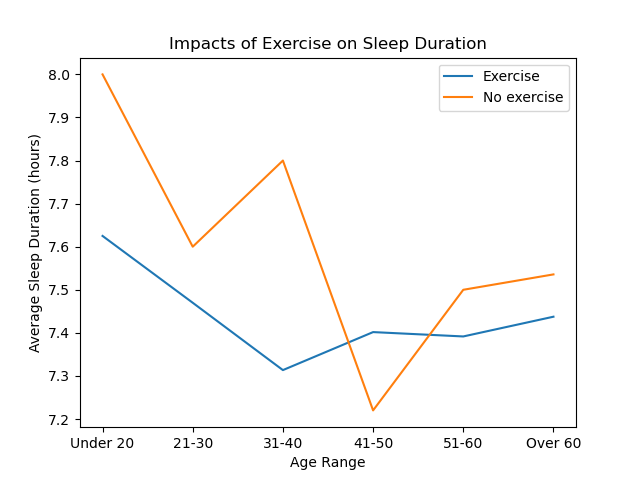 Impacts of Exercise on Sleep Duration
Exercise
No exercise
Average Sleep Duration (hours)
8.0
7.9
7.8
7.7
7.6
7.5
7.4
7.3
7.2
Under 20 21-30 31-40 41-50 51-60 Over 60
Age Range